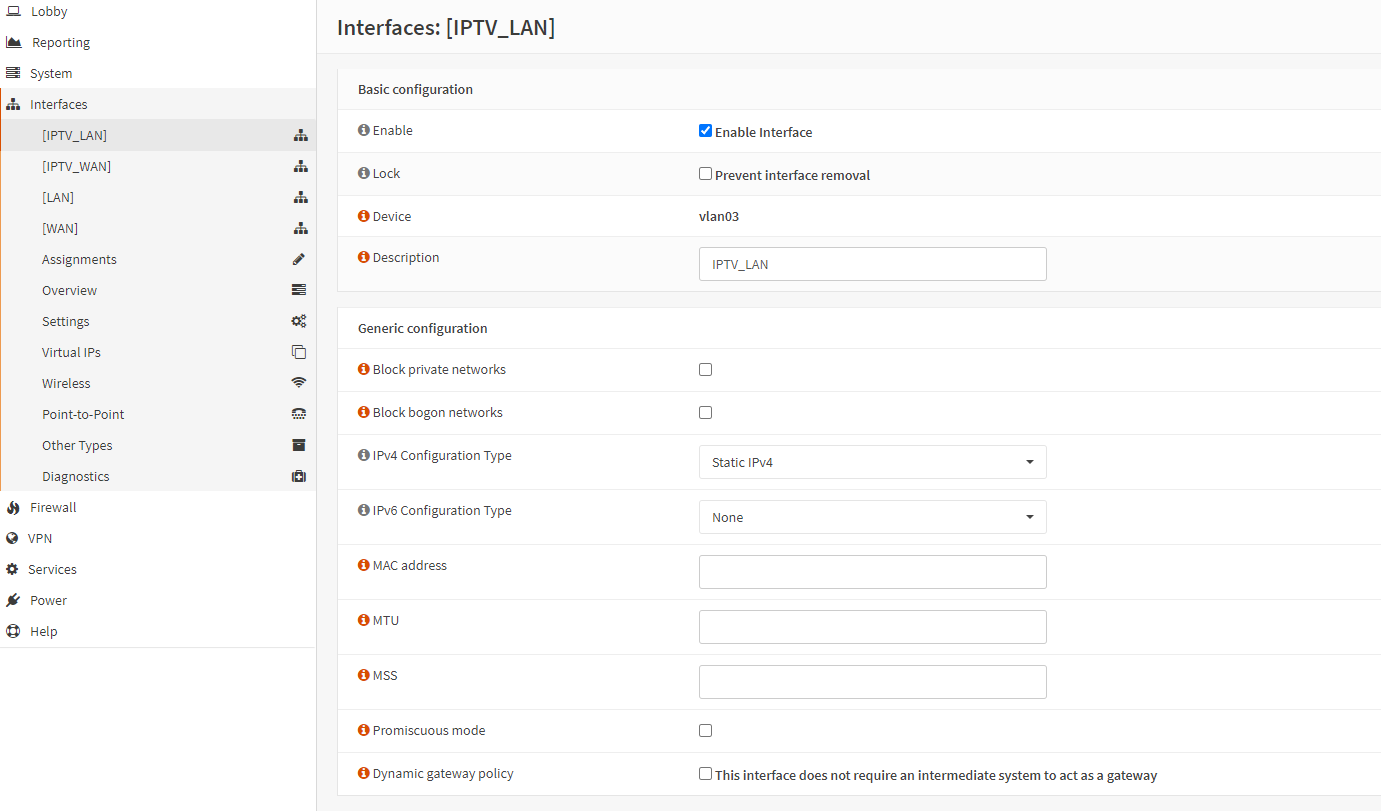 Lobby
Reporting
System
Interfaces
[IPTV_LAN]
[IPTV_WAN]
[LAN]
[WAN]
Assignments
Overview
Settings
Virtual IPs
Wireless
Point-to-Point
Other Types
Diagnostics
Firewall
VPN
Services
Power
Help
Interfaces: [IPTV_LAN]
Basic configuration
Enable
Enable Interface
Lock
Prevent interface removal
Device
vlan03
Description
IPTV_LAN
Generic configuration
Block private networks
Block bogon networks
IPv4 Configuration Type
Static IPv4
IPv6 Configuration Type
None
MAC address
MTU
MSS
Promiscuous mode
Dynamic gateway policy
This interface does not require an intermediate system to act as a gateway